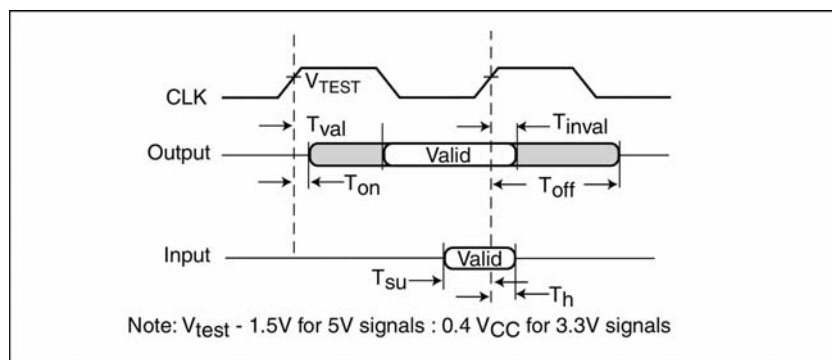 VTEST
CLK
Tval
Tinval
Output
Valid
Ton
Toff
Input
Valid
Tsu
Th
Note: Vtest - 1.5V for 5V signals : 0.4 VCC for 3.3V signals